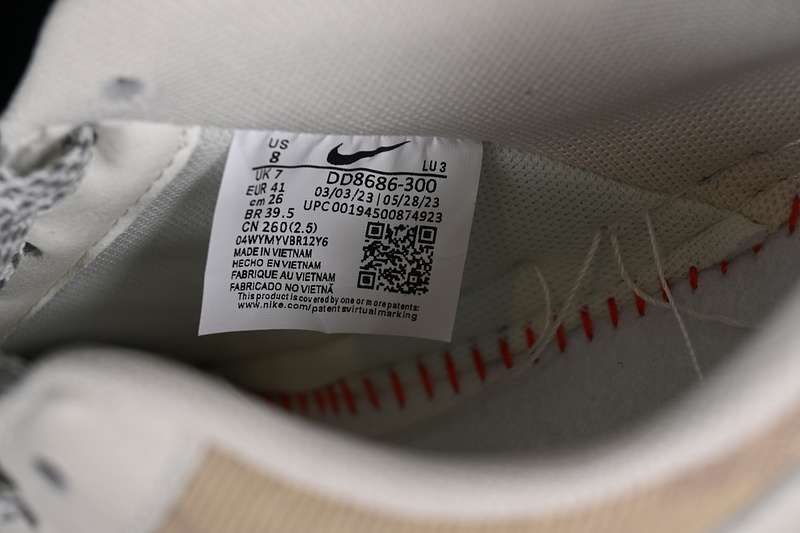 US
8
LU 3
UK 7
DD8686-300
EUR 41
03/03/23 | 05/28/23
cm 26
UPC00194500874923
BR 39.5
CN 260(2.5)
04WYMYVBR12Y6
MADE IN VIETNAM
HECHO EN VIETNAM
FABRIQUE AU VIETNAM
FABRICADO NO VIETNÃ
This product is covered by one or more patents:
www.nike.com/patentsvirtualmarking